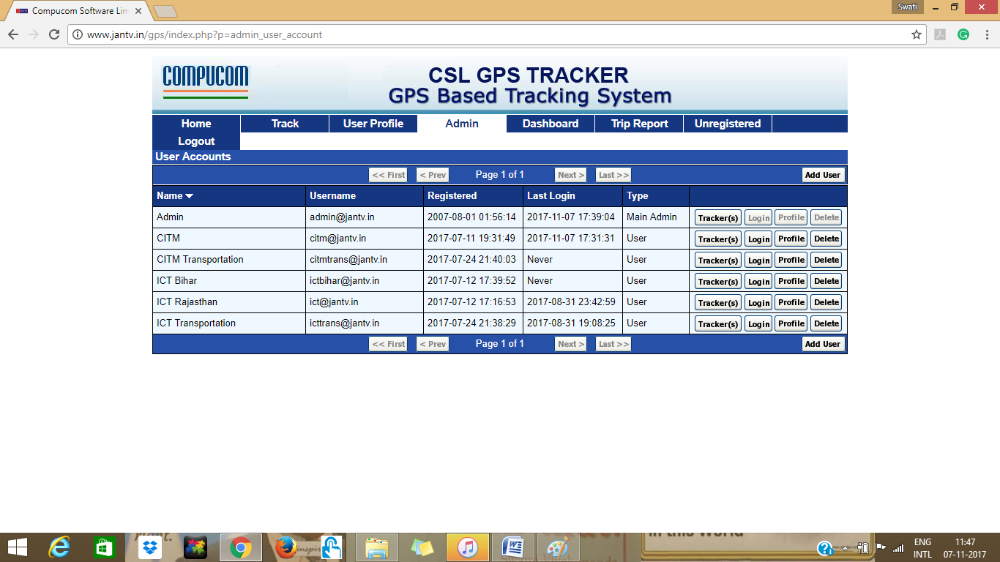 Compucom Software Lin
Swati
www.jantv.in/gps/index.php?p=admin_user_account
COMPUCOM
CSL GPS TRACKER
GPS Based Tracking System
Home Track User Profile Admin Dashboard Trip Report Unregistered
Logout
User Accounts
<< First < Prev Page 1 of 1 Next > Last >> Add User
Name Username Registered Last Login Type
Admin admin@jantv.in 2007-08-01 01:56:14 2017-11-07 17:39:04 Main Admin Tracker(s) Login Profile Delete
CITM citm@jantv.in 2017-07-11 19:31:49 2017-11-07 17:31:31 User Tracker(s) Login Profile Delete
CITM Transportation citmtrans@jantv.in 2017-07-24 21:40:03 Never User Tracker(s) Login Profile Delete
ICT Bihar ictbihar@jantv.in 2017-07-12 17:39:52 Never User Tracker(s) Login Profile Delete
ICT Rajasthan ict@jantv.in 2017-07-12 17:16:53 2017-08-31 23:42:59 User Tracker(s) Login Profile Delete
ICT Transportation icttrans@jantv.in 2017-07-24 21:38:29 2017-08-31 19:08:25 User Tracker(s) Login Profile Delete
<< First < Prev Page 1 of 1 Next > Last >> Add User
in this World
ENG 11:47
INTL 07-11-2017